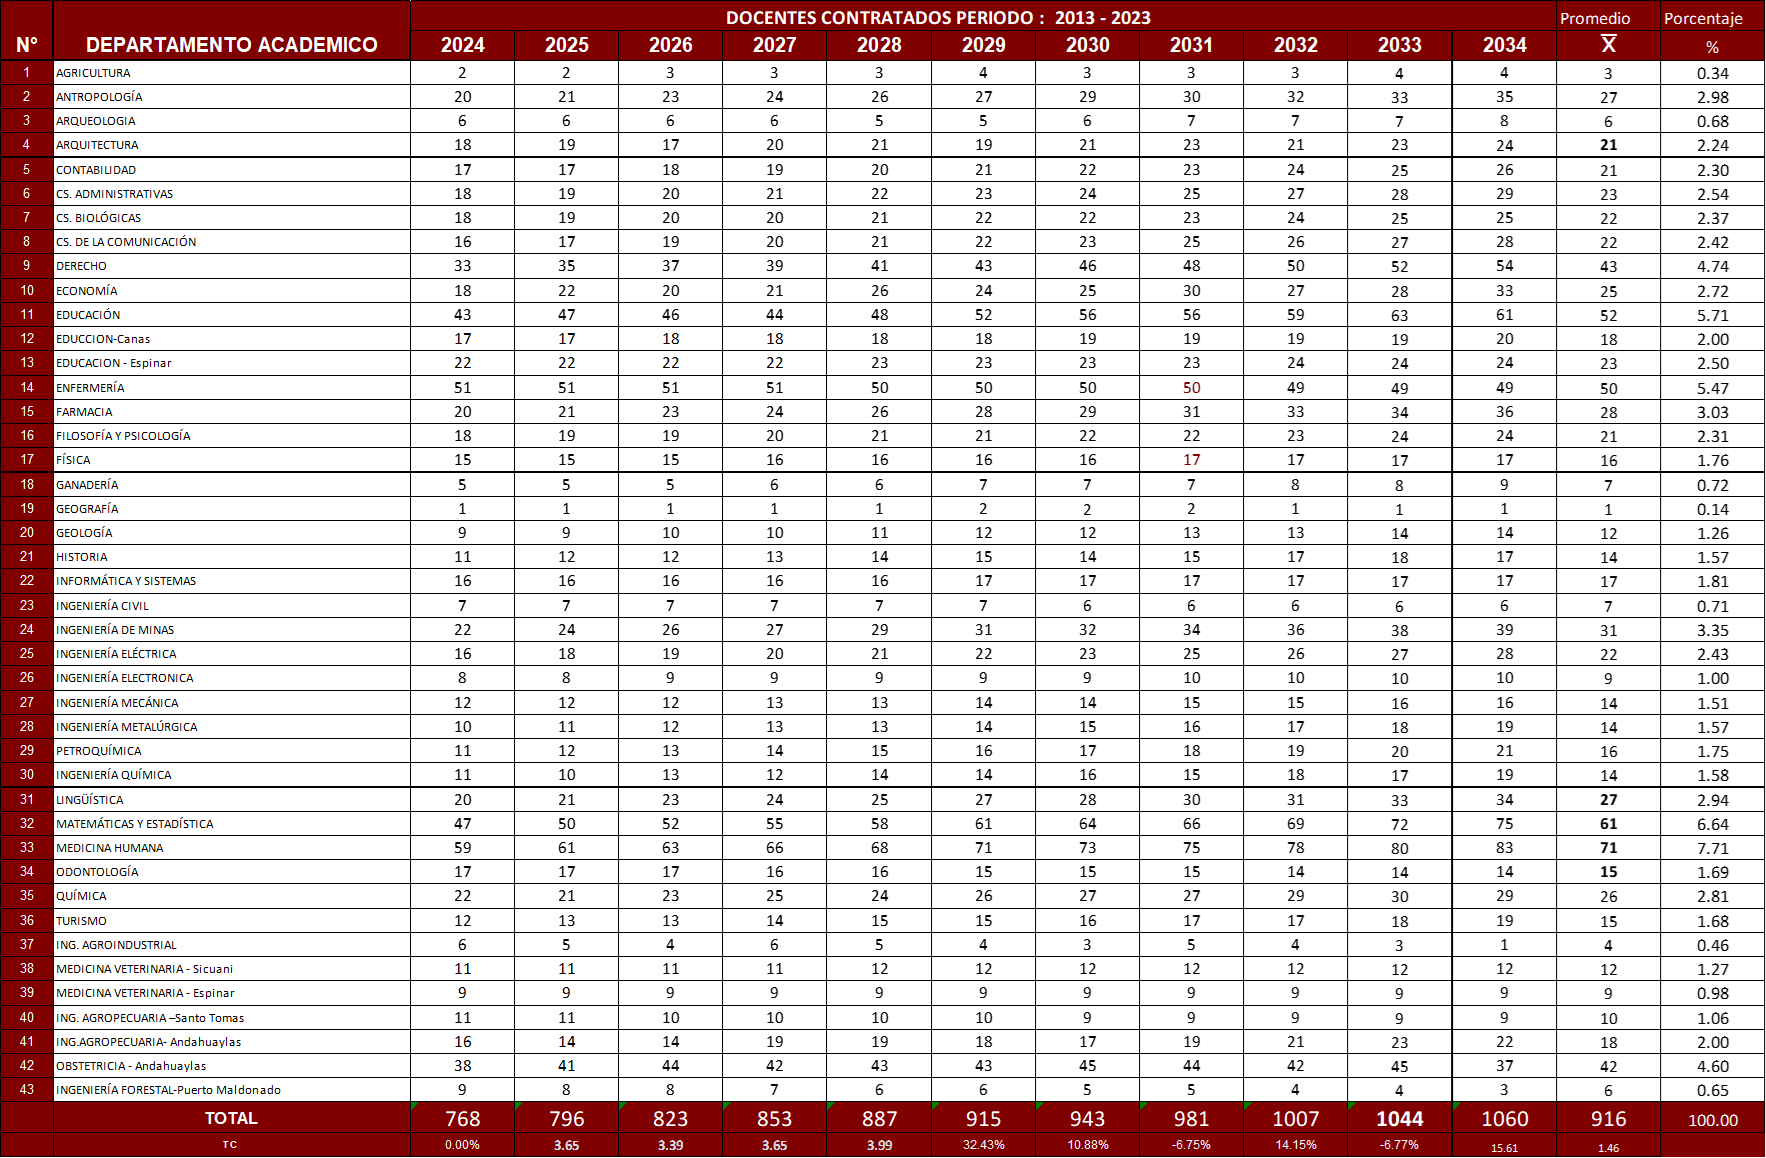 DOCENTES CONTRATADOS PERIODO : 2013 - 2023 Promedio Porcentaje
N° DEPARTAMENTO ACADEMICO 2024 2025 2026 2027 2028 2029 2030 2031 2032 2033 2034 X̅ %
1 AGRICULTURA 2 2 3 3 3 4 3 3 3 4 4 3 0.34
2 ANTROPOLOGÍA 20 21 23 24 26 27 29 30 32 33 35 27 2.98
3 ARQUEOLOGIA 6 6 6 6 5 5 6 7 7 7 8 6 0.68
4 ARQUITECTURA 18 19 17 20 21 19 21 23 21 23 24 21 2.24
5 CONTABILIDAD 17 17 18 19 20 21 22 23 24 25 26 21 2.30
6 CS. ADMINISTRATIVAS 18 19 20 21 22 23 24 25 27 28 29 23 2.54
7 CS. BIOLÓGICAS 18 19 20 20 21 22 22 23 24 25 25 22 2.37
8 CS. DE LA COMUNICACIÓN 16 17 19 20 21 22 23 25 26 27 28 22 2.42
9 DERECHO 33 35 37 39 41 43 46 48 50 52 54 43 4.74
10 ECONOMÍA 18 22 20 21 26 24 25 30 27 28 33 25 2.72
11 EDUCACIÓN 43 47 46 44 48 52 56 56 59 63 61 52 5.71
12 EDUCCION-Canas 17 17 18 18 18 18 19 19 19 19 20 18 2.00
13 EDUCACION - Espinar 22 22 22 22 23 23 23 23 24 24 24 23 2.50
14 ENFERMERÍA 51 51 51 51 50 50 50 50 49 49 49 50 5.47
15 FARMACIA 20 21 23 24 26 28 29 31 33 34 36 28 3.03
16 FILOSOFÍA Y PSICOLOGÍA 18 19 19 20 21 21 22 22 23 24 24 21 2.31
17 FÍSICA 15 15 15 16 16 16 16 17 17 17 17 16 1.76
18 GANADERÍA 5 5 5 6 6 7 7 7 8 8 9 7 0.72
19 GEOGRAFÍA 1 1 1 1 1 2 2 2 1 1 1 1 0.14
20 GEOLOGÍA 9 9 10 10 11 12 12 13 13 14 14 12 1.26
21 HISTORIA 11 12 12 13 14 15 14 15 17 18 17 14 1.57
22 INFORMÁTICA Y SISTEMAS 16 16 16 16 16 17 17 17 17 17 17 17 1.81
23 INGENIERÍA CIVIL 7 7 7 7 7 7 6 6 6 6 6 7 0.71
24 INGENIERÍA DE MINAS 22 24 26 27 29 31 32 34 36 38 39 31 3.35
25 INGENIERÍA ELÉCTRICA 16 18 19 20 21 22 23 25 26 27 28 22 2.43
26 INGENIERÍA ELECTRONICA 8 8 9 9 9 9 9 10 10 10 10 9 1.00
27 INGENIERÍA MECÁNICA 12 12 12 13 13 14 14 15 15 16 16 14 1.51
28 INGENIERÍA METALÚRGICA 10 11 12 13 13 14 15 16 17 18 19 14 1.57
29 PETROQUÍMICA 11 12 13 14 15 16 17 18 19 20 21 16 1.75
30 INGENIERÍA QUÍMICA 11 10 13 12 14 14 16 15 18 17 19 14 1.58
31 LINGÜÍSTICA 20 21 23 24 25 27 28 30 31 33 34 27 2.94
32 MATEMÁTICAS Y ESTADÍSTICA 47 50 52 55 58 61 64 66 69 72 75 61 6.64
33 MEDICINA HUMANA 59 61 63 66 68 71 73 75 78 80 83 71 7.71
34 ODONTOLOGÍA 17 17 17 16 16 15 15 15 14 14 14 15 1.69
35 QUÍMICA 22 21 23 25 24 26 27 27 29 30 29 26 2.81
36 TURISMO 12 13 13 14 15 15 16 17 17 18 19 15 1.68
37 ING. AGROINDUSTRIAL 6 5 4 6 5 4 3 5 4 3 1 4 0.46
38 MEDICINA VETERINARIA - Sicuani 11 11 11 11 12 12 12 12 12 12 12 12 1.27
39 MEDICINA VETERINARIA - Espinar 9 9 9 9 9 9 9 9 9 9 9 9 0.98
40 ING. AGROPECUARIA –Santo Tomas 11 11 10 10 10 10 9 9 9 9 9 10 1.06
41 ING.AGROPECUARIA- Andahuaylas 16 14 14 19 19 18 17 19 21 23 22 18 2.00
42 OBSTETRICIA - Andahuaylas 38 41 44 42 43 43 45 44 42 45 37 42 4.60
43 INGENIERÍA FORESTAL-Puerto Maldonado 9 8 8 7 6 6 5 5 4 4 3 6 0.65
TOTAL 768 796 823 853 887 915 943 981 1007 1044 1060 916 100.00
TC 0.00% 3.65 3.39 3.65 3.99 32.43% 10.88% -6.75% 14.15% -6.77% 15.61 1.46